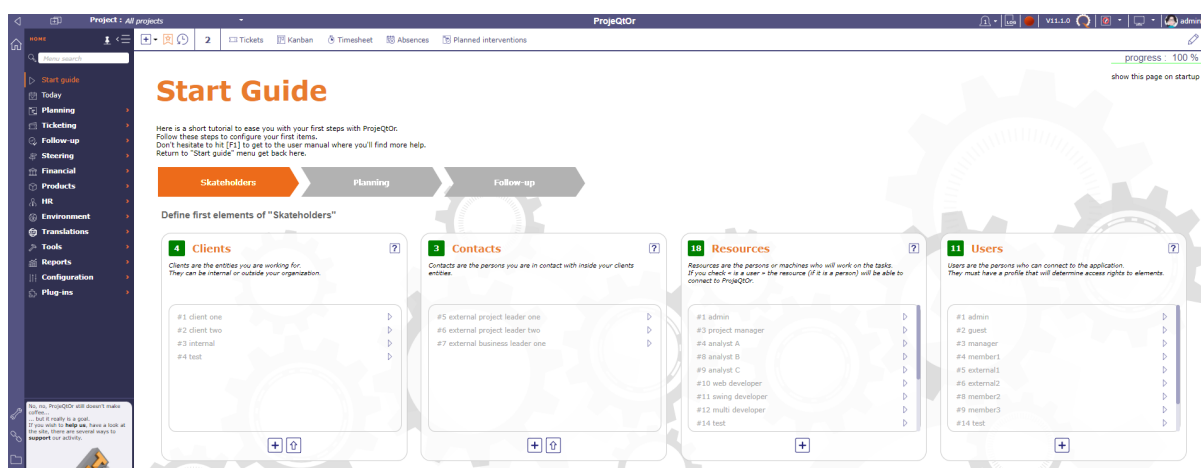 Project : All projects
ProjeQtOr
1
LOG
V11.1.0
admin
HOME
2
Tickets
Kanban
Timesheet
Absences
Planned interventions
Menu search
progress : 100 %
show this page on startup
Start guide
Today
Planning
Ticketing
Follow-up
Steering
Financial
Products
HR
Environment
Translations
Tools
Reports
Configuration
Plug-ins
No, no, ProjeQtOr still doesn't make
coffee...
... but it really is a goal.
If you wish to help us, have a look at
the site, there are several ways to
support our activity.
Start Guide
Here is a short tutorial to ease you with your first steps with ProjeQtOr.
Follow these steps to configure your first items.
Don't hesitate to hit [F1] to get to the user manual where you'll find more help.
Return to "Start guide" menu get back here.
Skateholders
Planning
Follow-up
Define first elements of "Skateholders"
4 Clients ?
Clients are the entities you are working for.
They can be internal or outside your organization.
#1 client one
#2 client two
#3 internal
#4 test
3 Contacts ?
Contacts are the persons you are in contact with inside your clients
entities.
#5 external project leader one
#6 external project leader two
#7 external business leader one
18 Resources ?
Resources are the persons or machines who will work on the tasks.
If you check « is a user » the resource (if it is a person) will be able to
connect to ProjeQtOr.
#1 admin
#3 project manager
#4 analyst A
#8 analyst B
#9 analyst C
#10 web developer
#11 swing developer
#12 multi developer
#14 test
11 Users ?
Users are the persons who can connect to the application.
They must have a profile that will determine access rights to elements.
#1 admin
#2 guest
#3 manager
#4 member1
#5 external1
#6 external2
#8 member2
#9 member3
#14 test